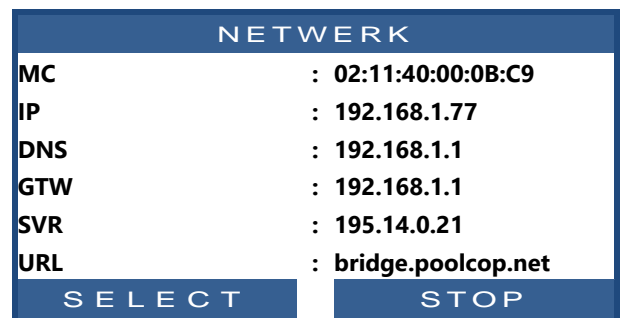 NETWERK
MC : 02:11:40:00:0B:C9
IP : 192.168.1.77
DNS : 192.168.1.1
GTW : 192.168.1.1
SVR : 195.14.0.21
URL : bridge.poolcop.net
SELECT STOP